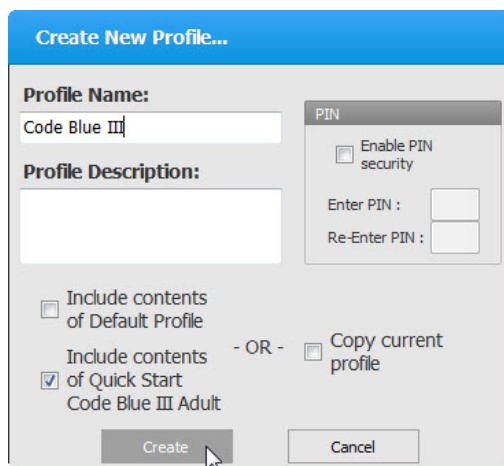 Create New Profile...
Profile Name:
Code Blue III
Profile Description:
PIN
Enable PIN
security
Enter PIN :
Re-Enter PIN :
Include contents
of Default Profile
Include contents
of Quick Start
Code Blue III Adult
- OR -
Copy current
profile
Create
Cancel